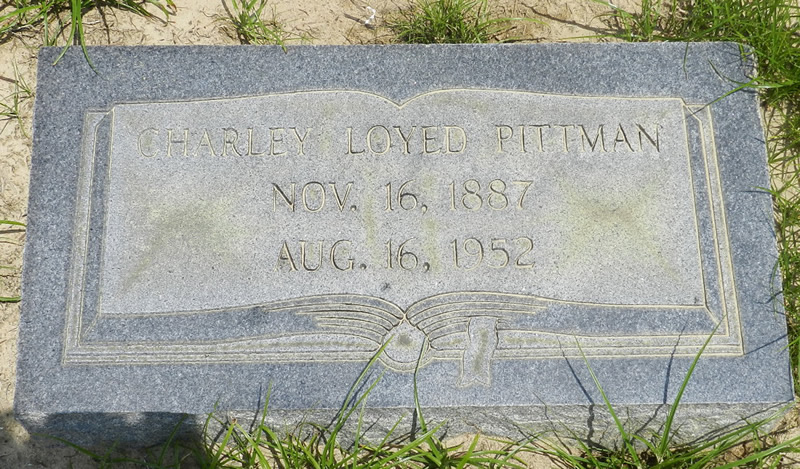 CHARLEY LOYED PITTMAN
NOV. 16, 1887
AUG. 16, 1952